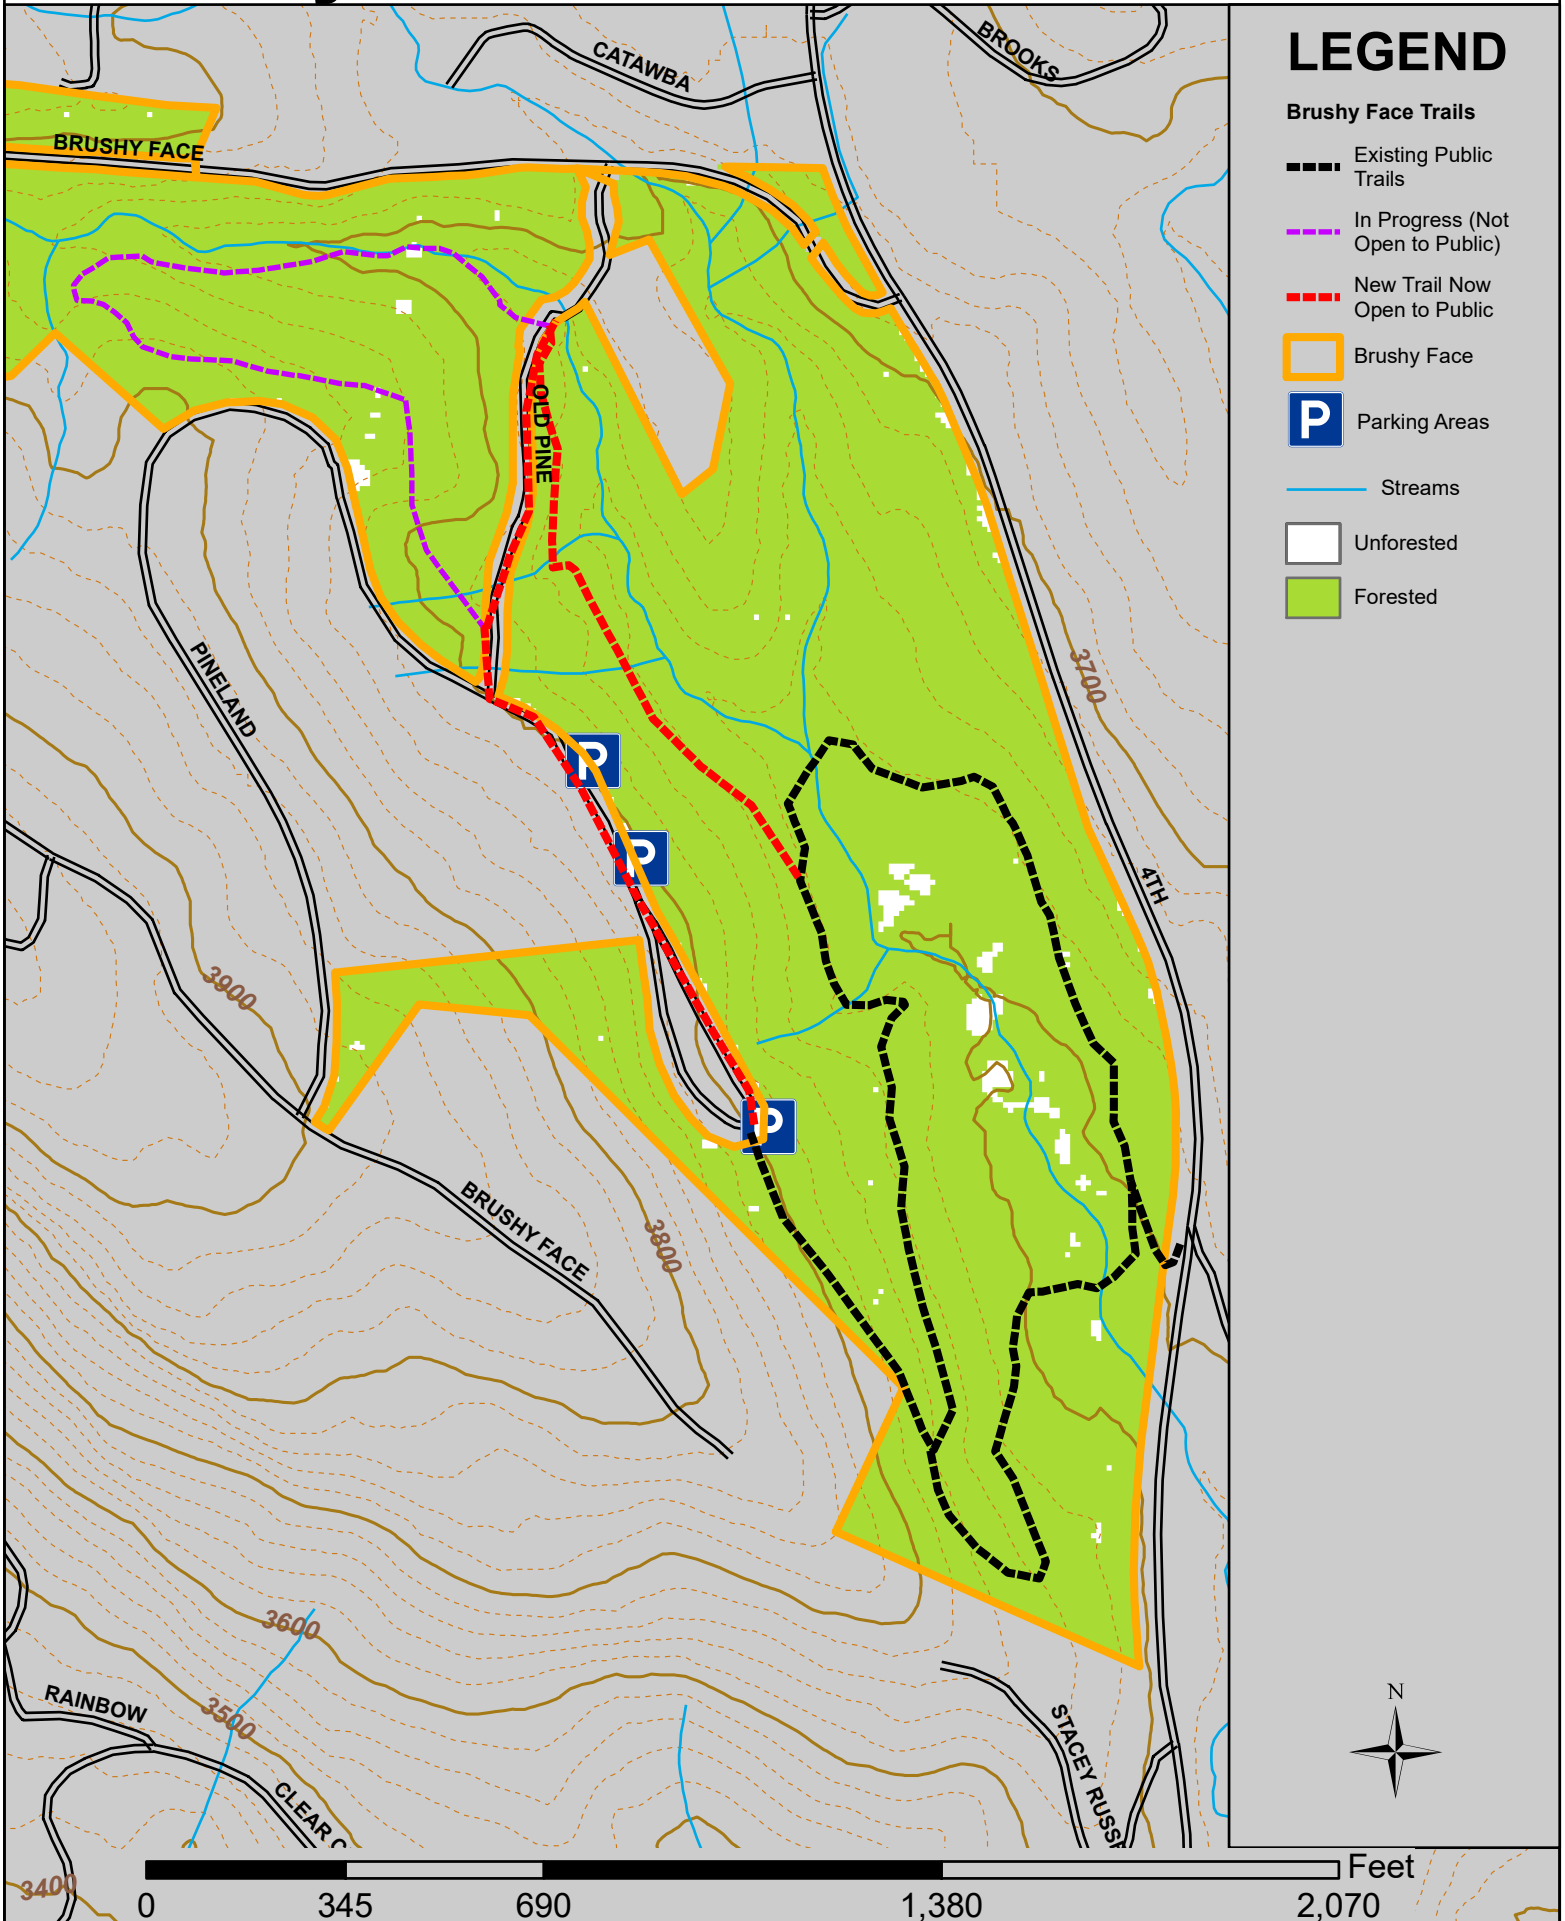 CATAWBA
BROOKS
BRUSHY FACE
OLD PINE
PINELAND
3700
4TH
3900
BRUSHY FACE
3800
3600
3500
RAINBOW
CLEAR C
STACEY RUSS
3400
P
P
P
LEGEND
Brushy Face Trails
Existing Public
Trails
In Progress (Not
Open to Public)
New Trail Now
Open to Public
Brushy Face
P
Parking Areas
Streams
Unforested
Forested
N
Feet
0 345 690 1,380 2,070